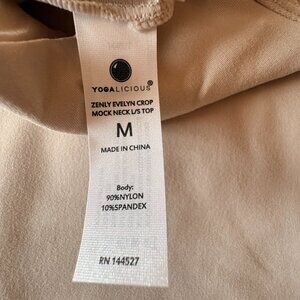 YOGALICIOUS®
ZENLY EVELYN CROP
MOCK NECK L/S TOP
M
MADE IN CHINA
Body:
90%NYLON
10%SPANDEX
RN 144527